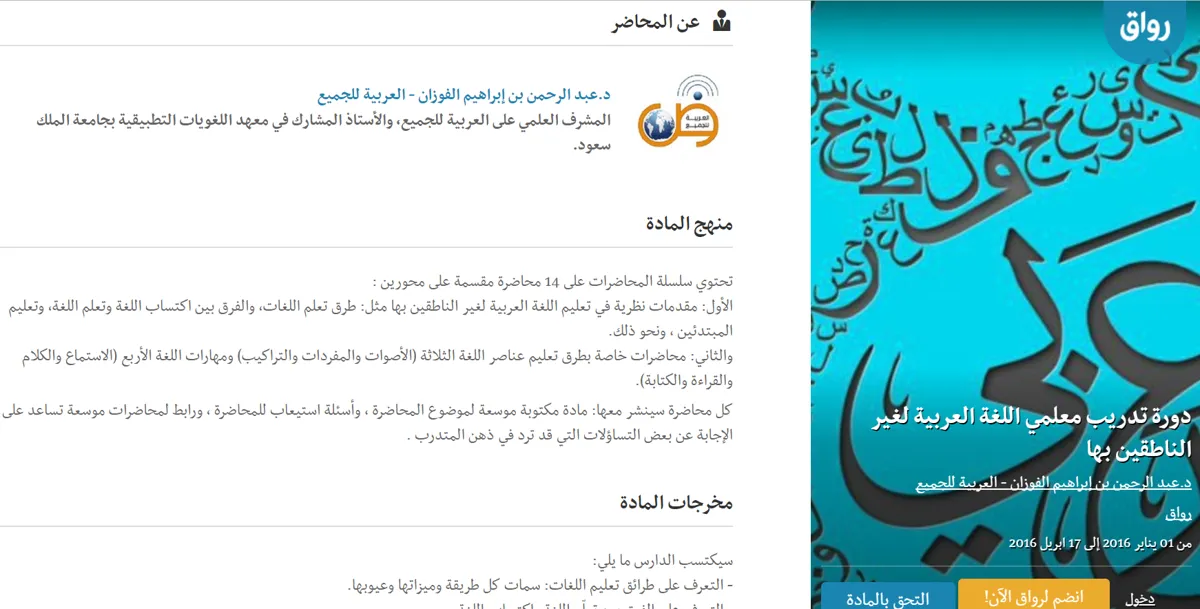 رواق
دورة تدريب معلمي اللغة العربية لغير
الناطقين بها
د.عبد الرحمن بن إبراهيم الفوزان - العربية للجميع
رواق
من 01 يناير 2016 إلى 17 ابريل 2016
دخول
انضم لرواق الآن!
التحق بالمادة
عن المحاضر
العربية
للجميع
د.عبد الرحمن بن إبراهيم الفوزان - العربية للجميع
المشرف العلمي على العربية للجميع، والأستاذ المشارك في معهد اللغويات التطبيقية بجامعة الملك
سعود.
منهج المادة
تحتوي سلسلة المحاضرات على 14 محاضرة مقسمة على محورين :
الأول: مقدمات نظرية في تعليم اللغة العربية لغير الناطقين بها مثل: طرق تعلم اللغات، والفرق بين اكتساب اللغة وتعلم اللغة، وتعليم
المبتدئين ، ونحو ذلك.
والثاني: محاضرات خاصة بطرق تعليم عناصر اللغة الثلاثة (الأصوات والمفردات والتراكيب) ومهارات اللغة الأربع (الاستماع والكلام
والقراءة والكتابة).
كل محاضرة سينشر معها: مادة مكتوبة موسعة لموضوع المحاضرة ، وأسئلة استيعاب للمحاضرة ، ورابط لمحاضرات موسعة تساعد على
الإجابة عن بعض التساؤلات التي قد ترد في ذهن المتدرب .
مخرجات المادة
سيكتسب الدارس ما يلي:
- التعرف على طرائق تعليم اللغات: سمات كل طريقة وميزاتها وعيوبها.